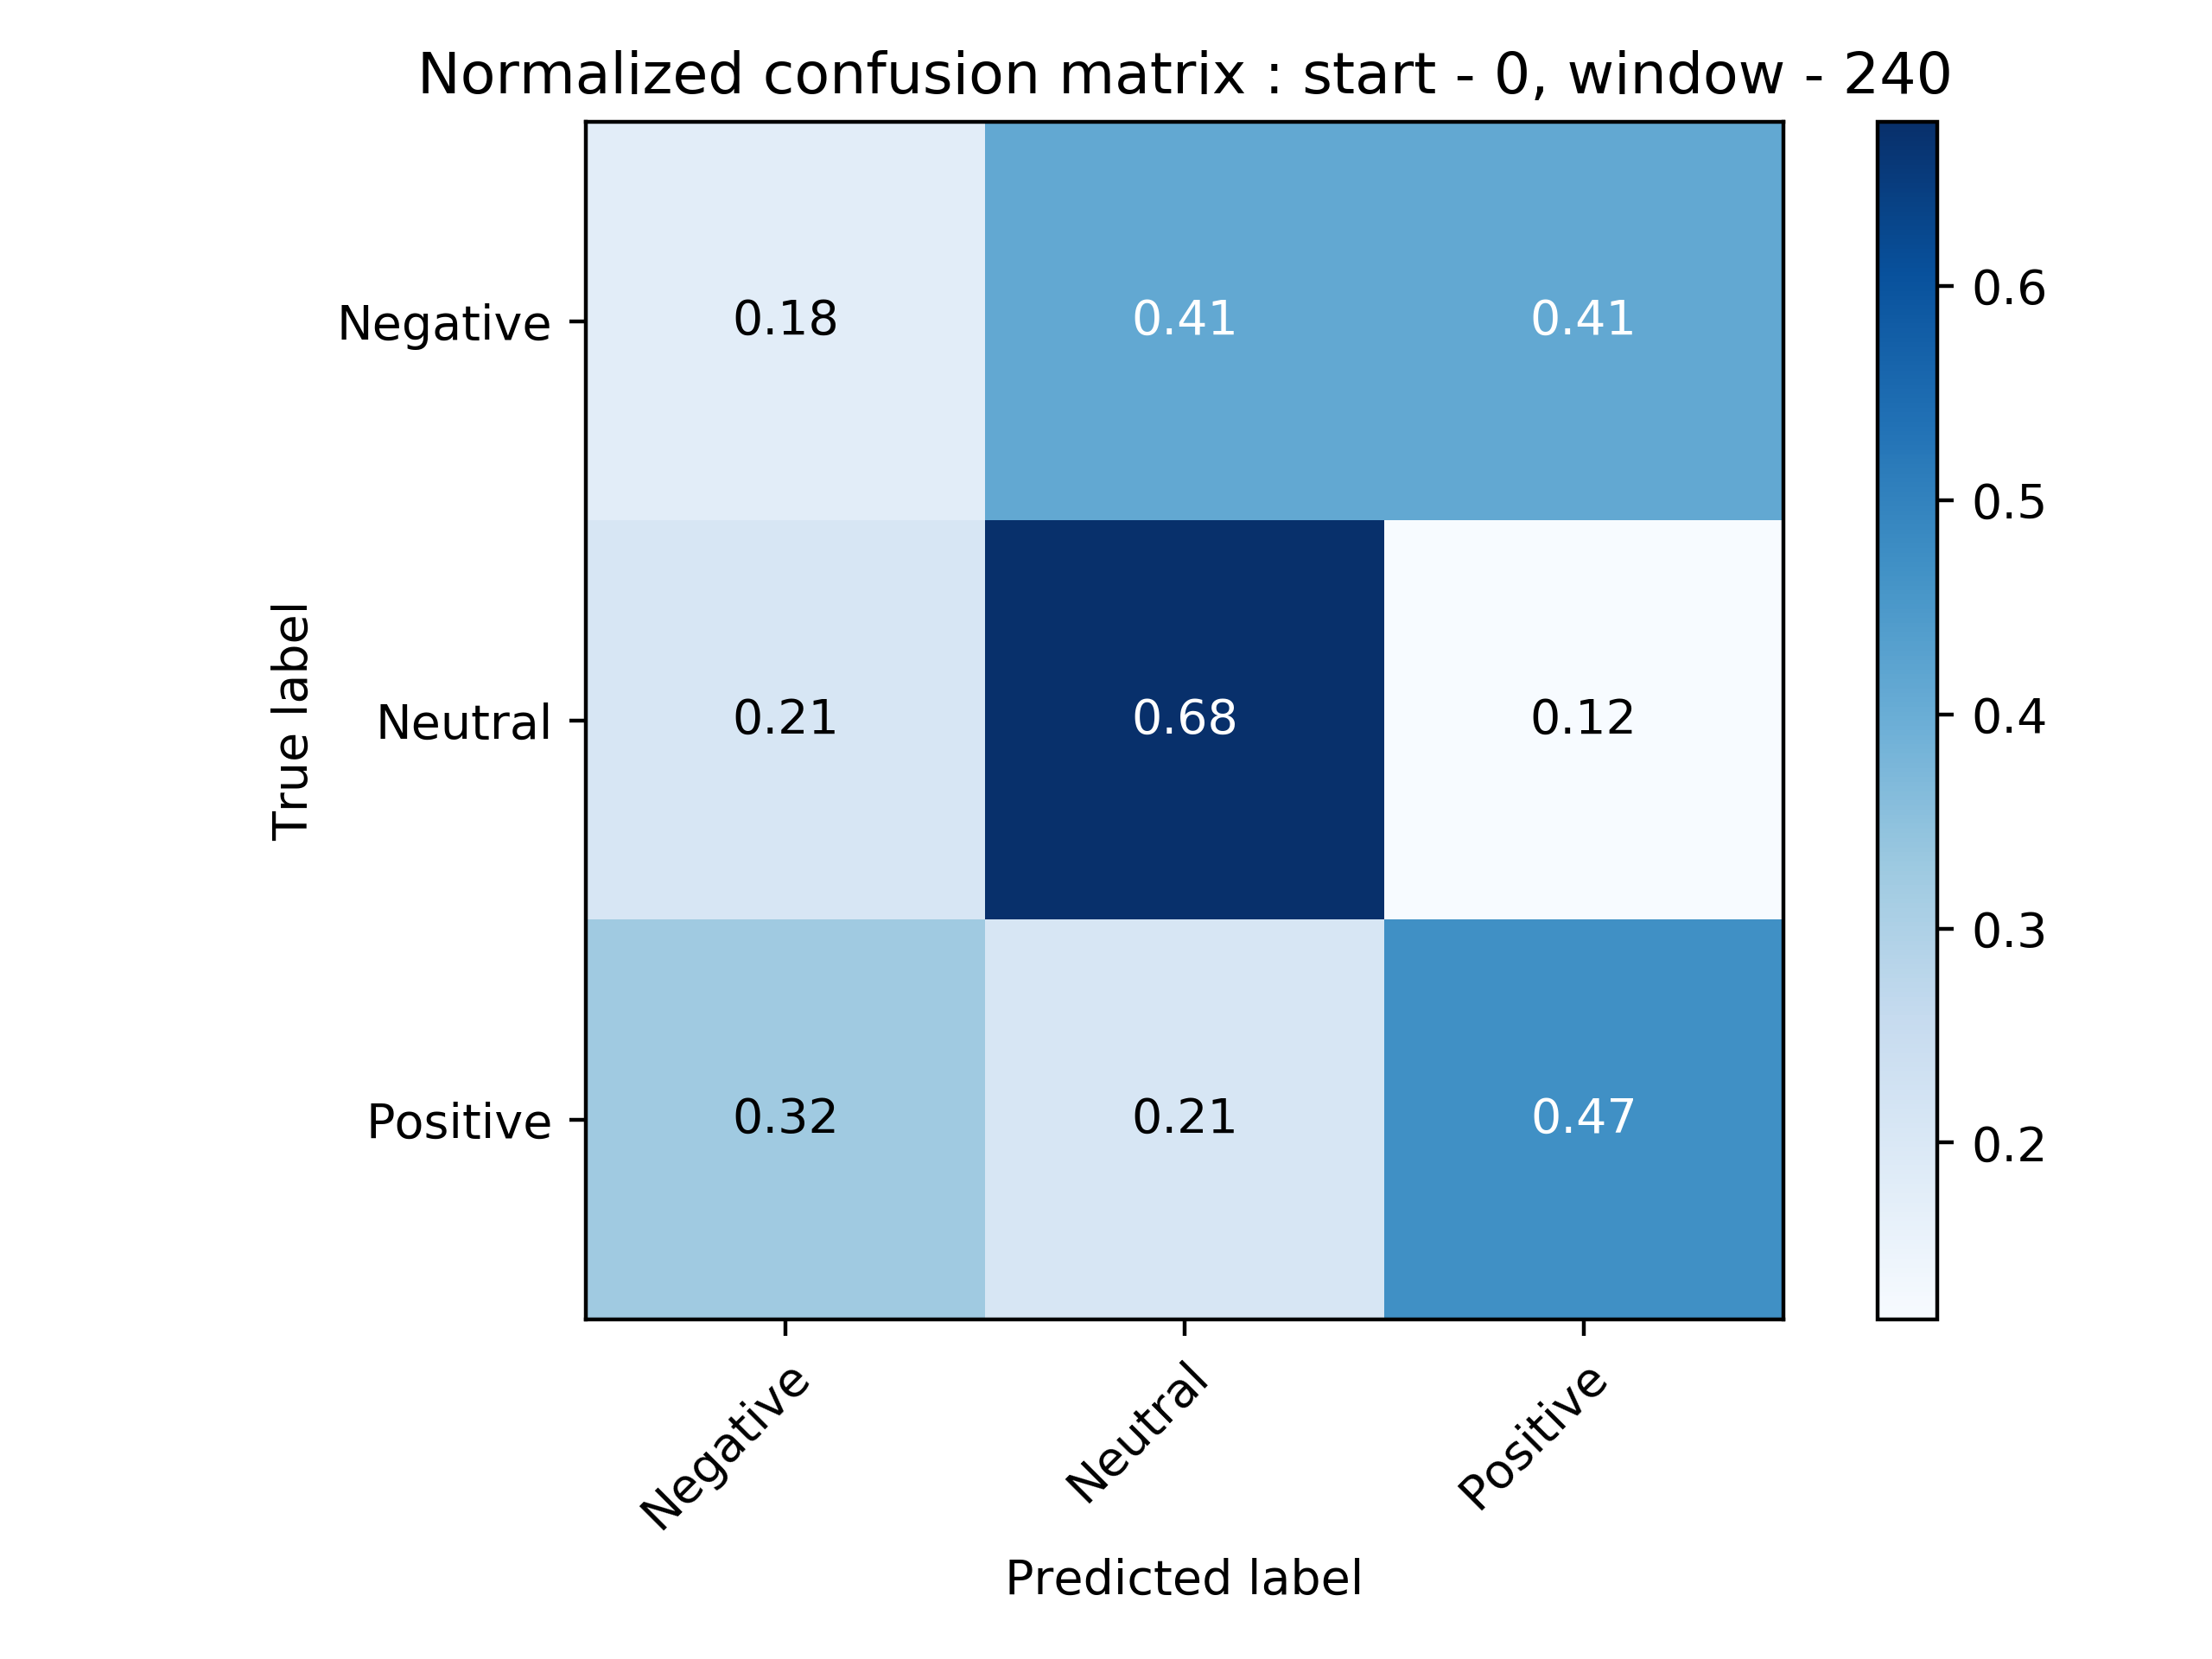 Normalized confusion matrix : start - 0, window - 240
True label
Negative
0.18 0.41 0.41
Neutral
0.21 0.68 0.12
Positive
0.32 0.21 0.47
Negative Neutral Positive
Predicted label
0.6
0.5
0.4
0.3
0.2